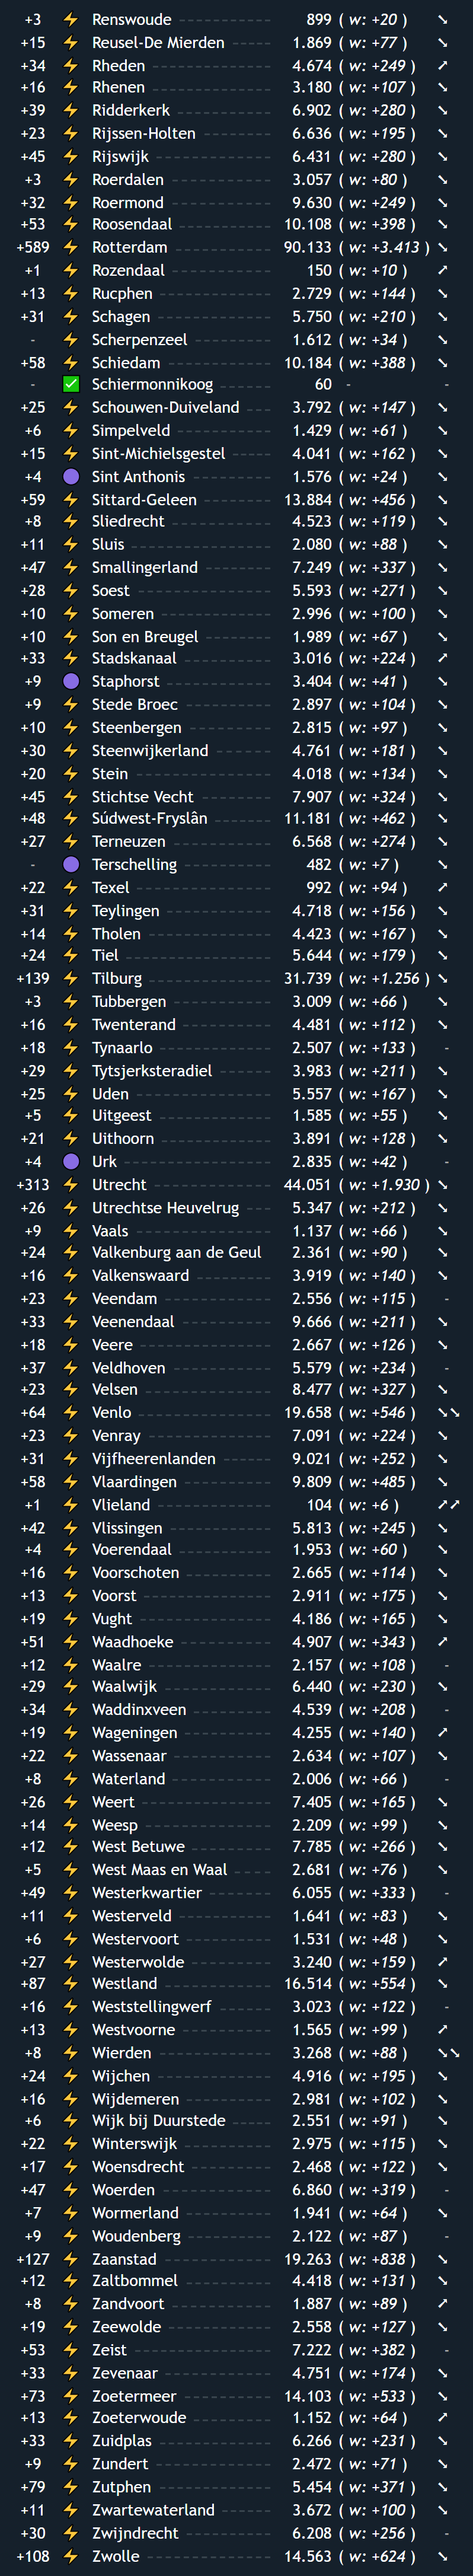 +3 ⚡ Renswoude 899 ( w: +20 ) ↘
+15 ⚡ Reusel-De Mierden 1.869 ( w: +77 ) ↘
+34 ⚡ Rheden 4.674 ( w: +249 ) ↗
+16 ⚡ Rhenen 3.180 ( w: +107 ) ↘
+39 ⚡ Ridderkerk 6.902 ( w: +280 ) ↘
+23 ⚡ Rijssen-Holten 6.636 ( w: +195 ) ↘
+45 ⚡ Rijswijk 6.431 ( w: +280 ) ↘
+3 ⚡ Roerdalen 3.057 ( w: +80 ) ↘
+32 ⚡ Roermond 9.630 ( w: +249 ) ↘
+53 ⚡ Roosendaal 10.108 ( w: +398 ) ↘
+589 ⚡ Rotterdam 90.133 ( w: +3.413 ) ↘
+1 ⚡ Rozendaal 150 ( w: +10 ) ↗
+13 ⚡ Rucphen 2.729 ( w: +144 ) ↘
+31 ⚡ Schagen 5.750 ( w: +210 ) ↘
- ⚡ Scherpenzeel 1.612 ( w: +34 ) ↘
+58 ⚡ Schiedam 10.184 ( w: +388 ) ↘
- ✅ Schiermonnikoog 60 - -
+25 ⚡ Schouwen-Duiveland 3.792 ( w: +147 ) ↘
+6 ⚡ Simpelveld 1.429 ( w: +61 ) ↘
+15 ⚡ Sint-Michielsgestel 4.041 ( w: +162 ) ↘
+4 🟣 Sint Anthonis 1.576 ( w: +24 ) ↘
+59 ⚡ Sittard-Geleen 13.884 ( w: +456 ) ↘
+8 ⚡ Sliedrecht 4.523 ( w: +119 ) ↘
+11 ⚡ Sluis 2.080 ( w: +88 ) ↘
+47 ⚡ Smallingerland 7.249 ( w: +337 ) ↘
+28 ⚡ Soest 5.593 ( w: +271 ) ↘
+10 ⚡ Someren 2.996 ( w: +100 ) ↘
+10 ⚡ Son en Breugel 1.989 ( w: +67 ) ↘
+33 ⚡ Stadskanaal 3.016 ( w: +224 ) ↗
+9 🟣 Staphorst 3.404 ( w: +41 ) ↘
+9 ⚡ Stede Broec 2.897 ( w: +104 ) ↘
+10 ⚡ Steenbergen 2.815 ( w: +97 ) ↘
+30 ⚡ Steenwijkerland 4.761 ( w: +181 ) ↘
+20 ⚡ Stein 4.018 ( w: +134 ) ↘
+45 ⚡ Stichtse Vecht 7.907 ( w: +324 ) ↘
+48 ⚡ Súdwest-Fryslân 11.181 ( w: +462 ) ↘
+27 ⚡ Terneuzen 6.568 ( w: +274 ) ↘
- 🟣 Terschelling 482 ( w: +7 ) ↘
+22 ⚡ Texel 992 ( w: +94 ) ↗
+31 ⚡ Teylingen 4.718 ( w: +156 ) ↘
+14 ⚡ Tholen 4.423 ( w: +167 ) ↘
+24 ⚡ Tiel 5.644 ( w: +179 ) ↘
+139 ⚡ Tilburg 31.739 ( w: +1.256 ) ↘
+3 ⚡ Tubbergen 3.009 ( w: +66 ) ↘
+16 ⚡ Twenterand 4.481 ( w: +112 ) ↘
+18 ⚡ Tynaarlo 2.507 ( w: +133 ) -
+29 ⚡ Tytsjerksteradiel 3.983 ( w: +211 ) ↘
+25 ⚡ Uden 5.557 ( w: +167 ) ↘
+5 ⚡ Uitgeest 1.585 ( w: +55 ) ↘
+21 ⚡ Uithoorn 3.891 ( w: +128 ) ↘
+4 🟣 Urk 2.835 ( w: +42 ) -
+313 ⚡ Utrecht 44.051 ( w: +1.930 ) ↘
+26 ⚡ Utrechtse Heuvelrug 5.347 ( w: +212 ) ↘
+9 ⚡ Vaals 1.137 ( w: +66 ) ↘
+24 ⚡ Valkenburg aan de Geul 2.361 ( w: +90 ) ↘
+16 ⚡ Valkenswaard 3.919 ( w: +140 ) ↘
+23 ⚡ Veendam 2.556 ( w: +115 ) -
+33 ⚡ Veenendaal 9.666 ( w: +211 ) ↘
+18 ⚡ Veere 2.667 ( w: +126 ) ↘
+37 ⚡ Veldhoven 5.579 ( w: +234 ) -
+23 ⚡ Velsen 8.477 ( w: +327 ) ↘
+64 ⚡ Venlo 19.658 ( w: +546 ) ↘↘
+23 ⚡ Venray 7.091 ( w: +224 ) ↘
+31 ⚡ Vijfheerenlanden 9.021 ( w: +252 ) ↘
+58 ⚡ Vlaardingen 9.809 ( w: +485 ) ↘
+1 ⚡ Vlieland 104 ( w: +6 ) ↗↗
+42 ⚡ Vlissingen 5.813 ( w: +245 ) ↘
+4 ⚡ Voerendaal 1.953 ( w: +60 ) ↘
+16 ⚡ Voorschoten 2.665 ( w: +114 ) ↘
+13 ⚡ Voorst 2.911 ( w: +175 ) ↘
+19 ⚡ Vught 4.186 ( w: +165 ) ↘
+51 ⚡ Waadhoeke 4.907 ( w: +343 ) ↗
+12 ⚡ Waalre 2.157 ( w: +108 ) -
+29 ⚡ Waalwijk 6.440 ( w: +230 ) ↘
+34 ⚡ Waddinxveen 4.539 ( w: +208 ) -
+19 ⚡ Wageningen 4.255 ( w: +140 ) ↗
+22 ⚡ Wassenaar 2.634 ( w: +107 ) ↘
+8 ⚡ Waterland 2.006 ( w: +66 ) -
+26 ⚡ Weert 7.405 ( w: +165 ) ↘
+14 ⚡ Weesp 2.209 ( w: +99 ) ↘
+12 ⚡ West Betuwe 7.785 ( w: +266 ) ↘
+5 ⚡ West Maas en Waal 2.681 ( w: +76 ) ↘
+49 ⚡ Westerkwartier 6.055 ( w: +333 ) -
+11 ⚡ Westerveld 1.641 ( w: +83 ) ↘
+6 ⚡ Westervoort 1.531 ( w: +48 ) ↘
+27 ⚡ Westerwolde 3.240 ( w: +159 ) ↗
+87 ⚡ Westland 16.514 ( w: +554 ) ↘
+16 ⚡ Weststellingwerf 3.023 ( w: +122 ) -
+13 ⚡ Westvoorne 1.565 ( w: +99 ) ↗
+8 ⚡ Wierden 3.268 ( w: +88 ) ↘↘
+24 ⚡ Wijchen 4.916 ( w: +195 ) ↘
+16 ⚡ Wijdemeren 2.981 ( w: +102 ) ↘
+6 ⚡ Wijk bij Duurstede 2.551 ( w: +91 ) ↘
+22 ⚡ Winterswijk 2.975 ( w: +115 ) ↘
+17 ⚡ Woensdrecht 2.468 ( w: +122 ) ↘
+47 ⚡ Woerden 6.860 ( w: +319 ) -
+7 ⚡ Wormerland 1.941 ( w: +64 ) ↘
+9 ⚡ Woudenberg 2.122 ( w: +87 ) -
+127 ⚡ Zaanstad 19.263 ( w: +838 ) ↘
+12 ⚡ Zaltbommel 4.418 ( w: +131 ) ↘
+8 ⚡ Zandvoort 1.887 ( w: +89 ) ↗
+19 ⚡ Zeewolde 2.558 ( w: +127 ) ↘
+53 ⚡ Zeist 7.222 ( w: +382 ) -
+33 ⚡ Zevenaar 4.751 ( w: +174 ) ↘
+73 ⚡ Zoetermeer 14.103 ( w: +533 ) ↘
+13 ⚡ Zoeterwoude 1.152 ( w: +64 ) ↗
+33 ⚡ Zuidplas 6.266 ( w: +231 ) ↘
+9 ⚡ Zundert 2.472 ( w: +71 ) ↘
+79 ⚡ Zutphen 5.454 ( w: +371 ) ↘
+11 ⚡ Zwartewaterland 3.672 ( w: +100 ) ↘
+30 ⚡ Zwijndrecht 6.208 ( w: +256 ) -
+108 ⚡ Zwolle 14.563 ( w: +624 ) ↘